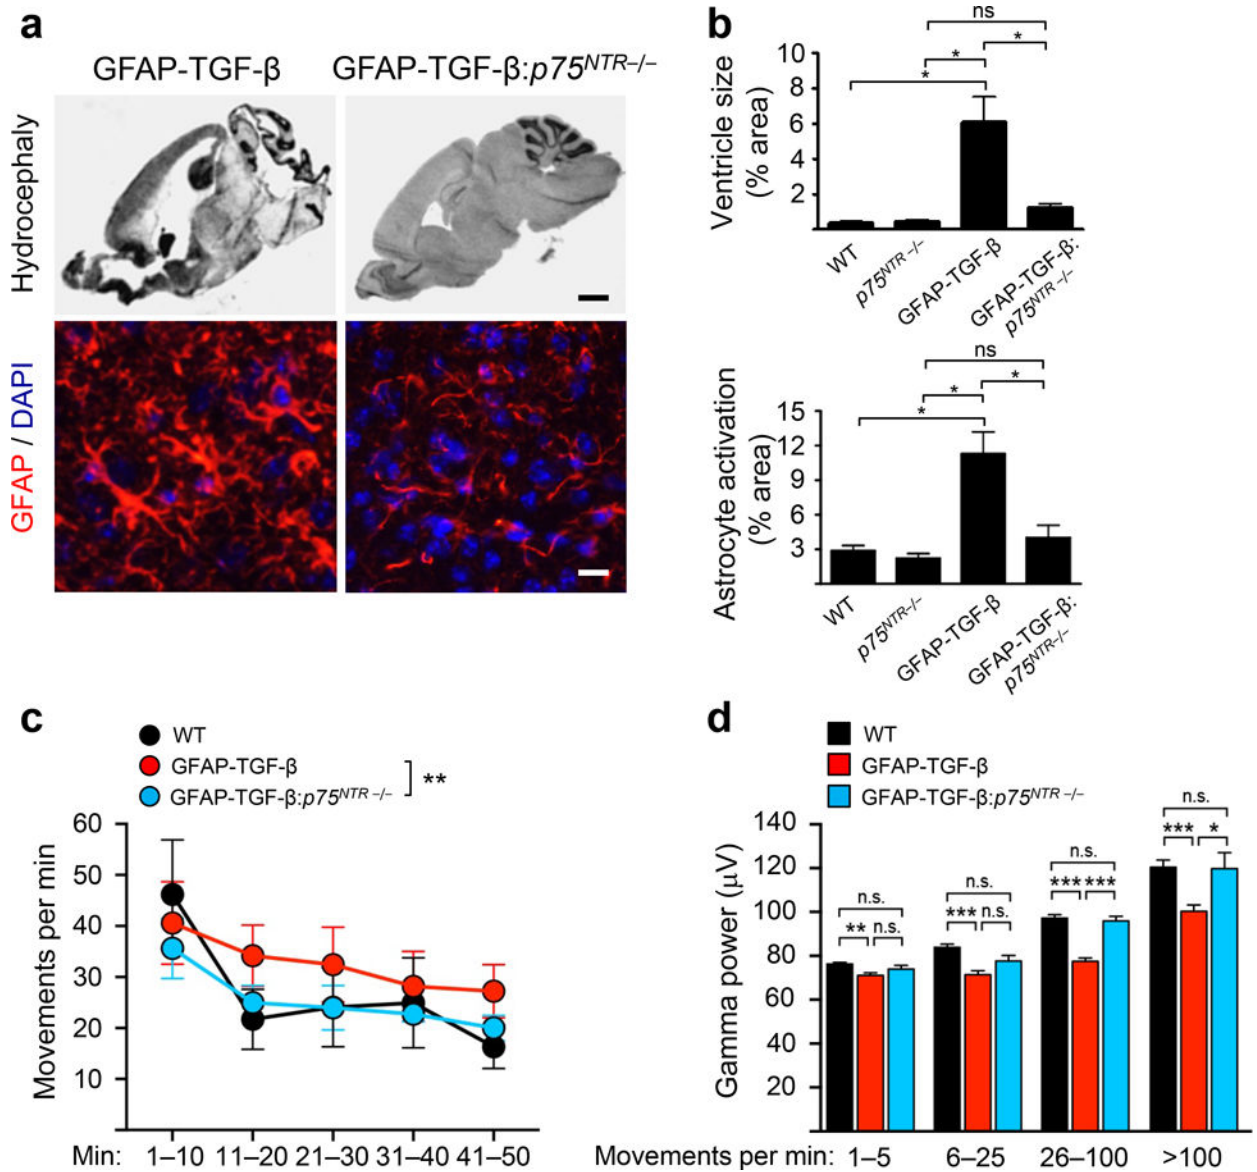 a
GFAP-TGF-β
GFAP-TGF-β:p75NTR–/–
Hydrocephaly
GFAP / DAPI
b
ns
*
*
*
10
8
6
4
2
Ventricle size
(% area)
WT
p75NTR–/–
GFAP-TGF-β
GFAP-TGF-β:
p75NTR–/–
ns
*
*
*
15
12
9
6
3
Astrocyte activation
(% area)
WT
p75NTR–/–
GFAP-TGF-β
GFAP-TGF-β:
p75NTR–/–
c
WT
GFAP-TGF-β
GFAP-TGF-β:p75NTR –/–
**
60
50
40
30
20
10
Movements per min
Min: 1–10 11–20 21–30 31–40 41–50
d
WT
GFAP-TGF-β
GFAP-TGF-β:p75NTR –/–
140
120
100
80
60
40
20
Gamma power (μV)
n.s.
** n.s.
n.s.
*** n.s.
n.s.
*** ***
n.s.
*** *
Movements per min: 1–5 6–25 26–100 >100